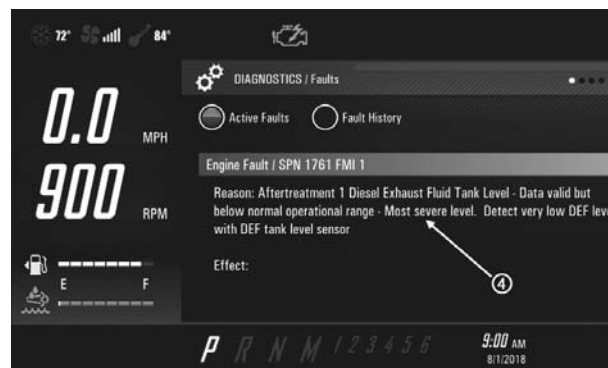 72° 84°
DIAGNOSTICS / Faults
Active Faults Fault History
0.0 MPH
Engine Fault / SPN 1761 FMI 1
900 RPM
Reason: Aftertreatment 1 Diesel Exhaust Fluid Tank Level - Data valid but
below normal operational range - Most severe level. Detect very low DEF lev
with DEF tank level sensor
E F
Effect:
4
P R N M 1 2 3 4 5 6
9:00 AM
8/1/2018